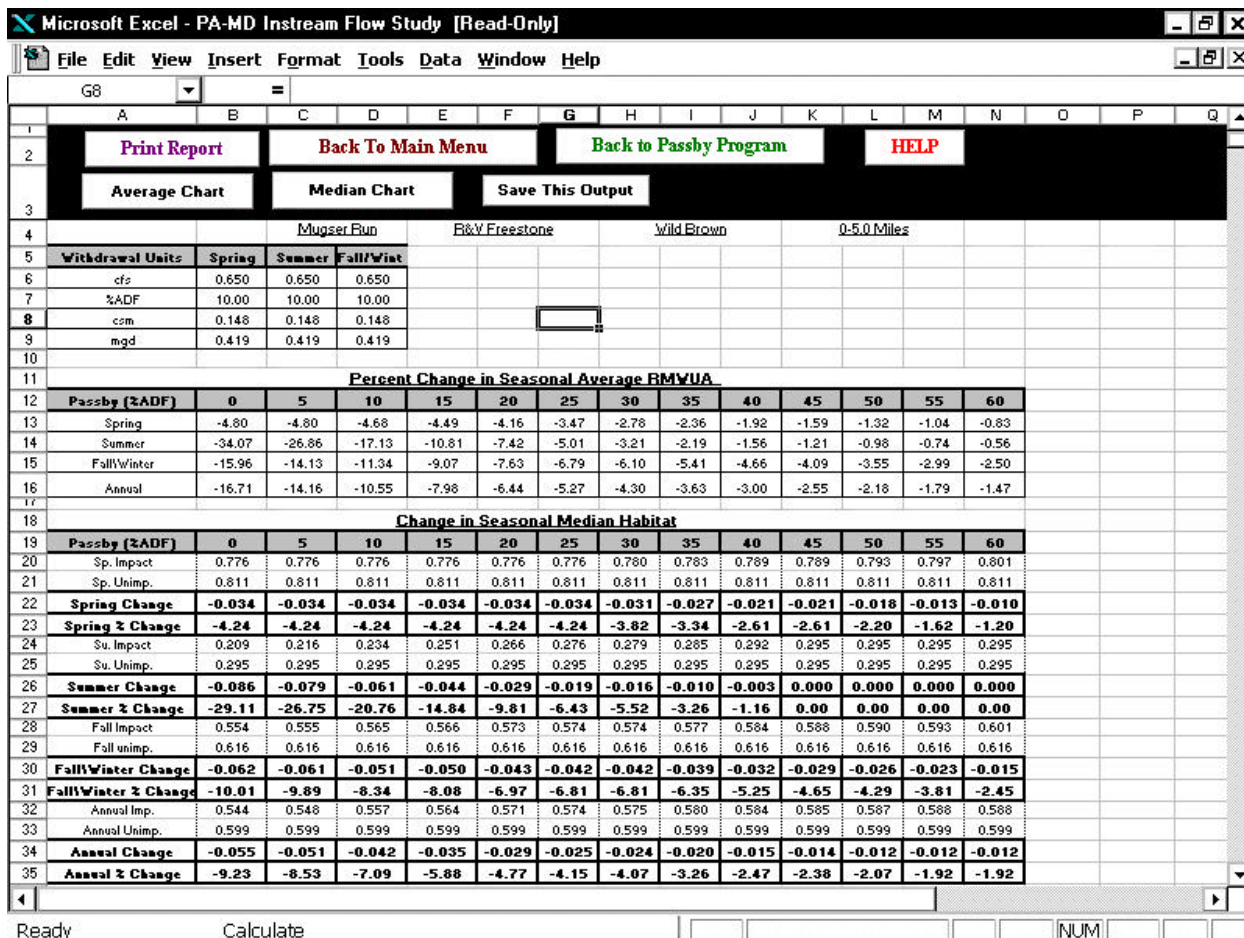 Microsoft Excel - PA-MD Instream Flow Study [Read-Only]
File Edit View Insert Format Tools Data Window Help
G8 =
A B C D E F G H I J K L M N O P Q
1
2 Print Report Back To Main Menu Back to Passby Program HELP
3 Average Chart Median Chart Save This Output
4 Mugser Run R&V Freestone Wild Brown 0-5.0 Miles
5 Withdrawal Units Spring Summer Fall/Wint
6 cfs 0.650 0.650 0.650
7 %ADF 10.00 10.00 10.00
8 csm 0.148 0.148 0.148
9 mgd 0.419 0.419 0.419
10
11 Percent Change in Seasonal Average RMWUA
12 Passby (%ADF) 0 5 10 15 20 25 30 35 40 45 50 55 60
13 Spring -4.80 -4.80 -4.68 -4.49 -4.16 -3.47 -2.78 -2.36 -1.92 -1.59 -1.32 -1.04 -0.83
14 Summer -34.07 -26.86 -17.13 -10.81 -7.42 -5.01 -3.21 -2.19 -1.56 -1.21 -0.98 -0.74 -0.56
15 Fall\Winter -15.96 -14.13 -11.34 -9.07 -7.63 -6.79 -6.10 -5.41 -4.66 -4.09 -3.55 -2.99 -2.50
16 Annual -16.71 -14.16 -10.55 -7.98 -6.44 -5.27 -4.30 -3.63 -3.00 -2.55 -2.18 -1.79 -1.47
17
18 Change in Seasonal Median Habitat
19 Passby (%ADF) 0 5 10 15 20 25 30 35 40 45 50 55 60
20 Sp. Impact 0.776 0.776 0.776 0.776 0.776 0.776 0.780 0.783 0.789 0.789 0.793 0.797 0.801
21 Sp. Unimp. 0.811 0.811 0.811 0.811 0.811 0.811 0.811 0.811 0.811 0.811 0.811 0.811 0.811
22 Spring Change -0.034 -0.034 -0.034 -0.034 -0.034 -0.034 -0.031 -0.027 -0.021 -0.021 -0.018 -0.013 -0.010
23 Spring % Change -4.24 -4.24 -4.24 -4.24 -4.24 -4.24 -3.82 -3.34 -2.61 -2.61 -2.20 -1.62 -1.20
24 Su. Impact 0.209 0.216 0.234 0.251 0.266 0.276 0.279 0.285 0.292 0.295 0.295 0.295 0.295
25 Su. Unimp. 0.295 0.295 0.295 0.295 0.295 0.295 0.295 0.295 0.295 0.295 0.295 0.295 0.295
26 Summer Change -0.086 -0.079 -0.061 -0.044 -0.029 -0.019 -0.016 -0.010 -0.003 0.000 0.000 0.000 0.000
27 Summer % Change -29.11 -26.75 -20.76 -14.84 -9.81 -6.43 -5.52 -3.26 -1.16 0.00 0.00 0.00 0.00
28 Fall Impact 0.554 0.555 0.565 0.566 0.573 0.574 0.574 0.577 0.584 0.588 0.590 0.593 0.601
29 Fall unimp. 0.616 0.616 0.616 0.616 0.616 0.616 0.616 0.616 0.616 0.616 0.616 0.616 0.616
30 Fall\Winter Change -0.062 -0.061 -0.051 -0.050 -0.043 -0.042 -0.042 -0.039 -0.032 -0.029 -0.026 -0.023 -0.015
31 Fall\Winter % Change -10.01 -9.89 -8.34 -8.08 -6.97 -6.81 -6.81 -6.35 -5.25 -4.65 -4.29 -3.81 -2.45
32 Annual Imp. 0.544 0.548 0.557 0.564 0.571 0.574 0.575 0.580 0.584 0.585 0.587 0.588 0.588
33 Annual Unimp. 0.599 0.599 0.599 0.599 0.599 0.599 0.599 0.599 0.599 0.599 0.599 0.599 0.599
34 Annual Change -0.055 -0.051 -0.042 -0.035 -0.029 -0.025 -0.024 -0.020 -0.015 -0.014 -0.012 -0.012 -0.012
35 Annual % Change -9.23 -8.53 -7.09 -5.88 -4.77 -4.15 -4.07 -3.26 -2.47 -2.38 -2.07 -1.92 -1.92
Ready Calculate NUM